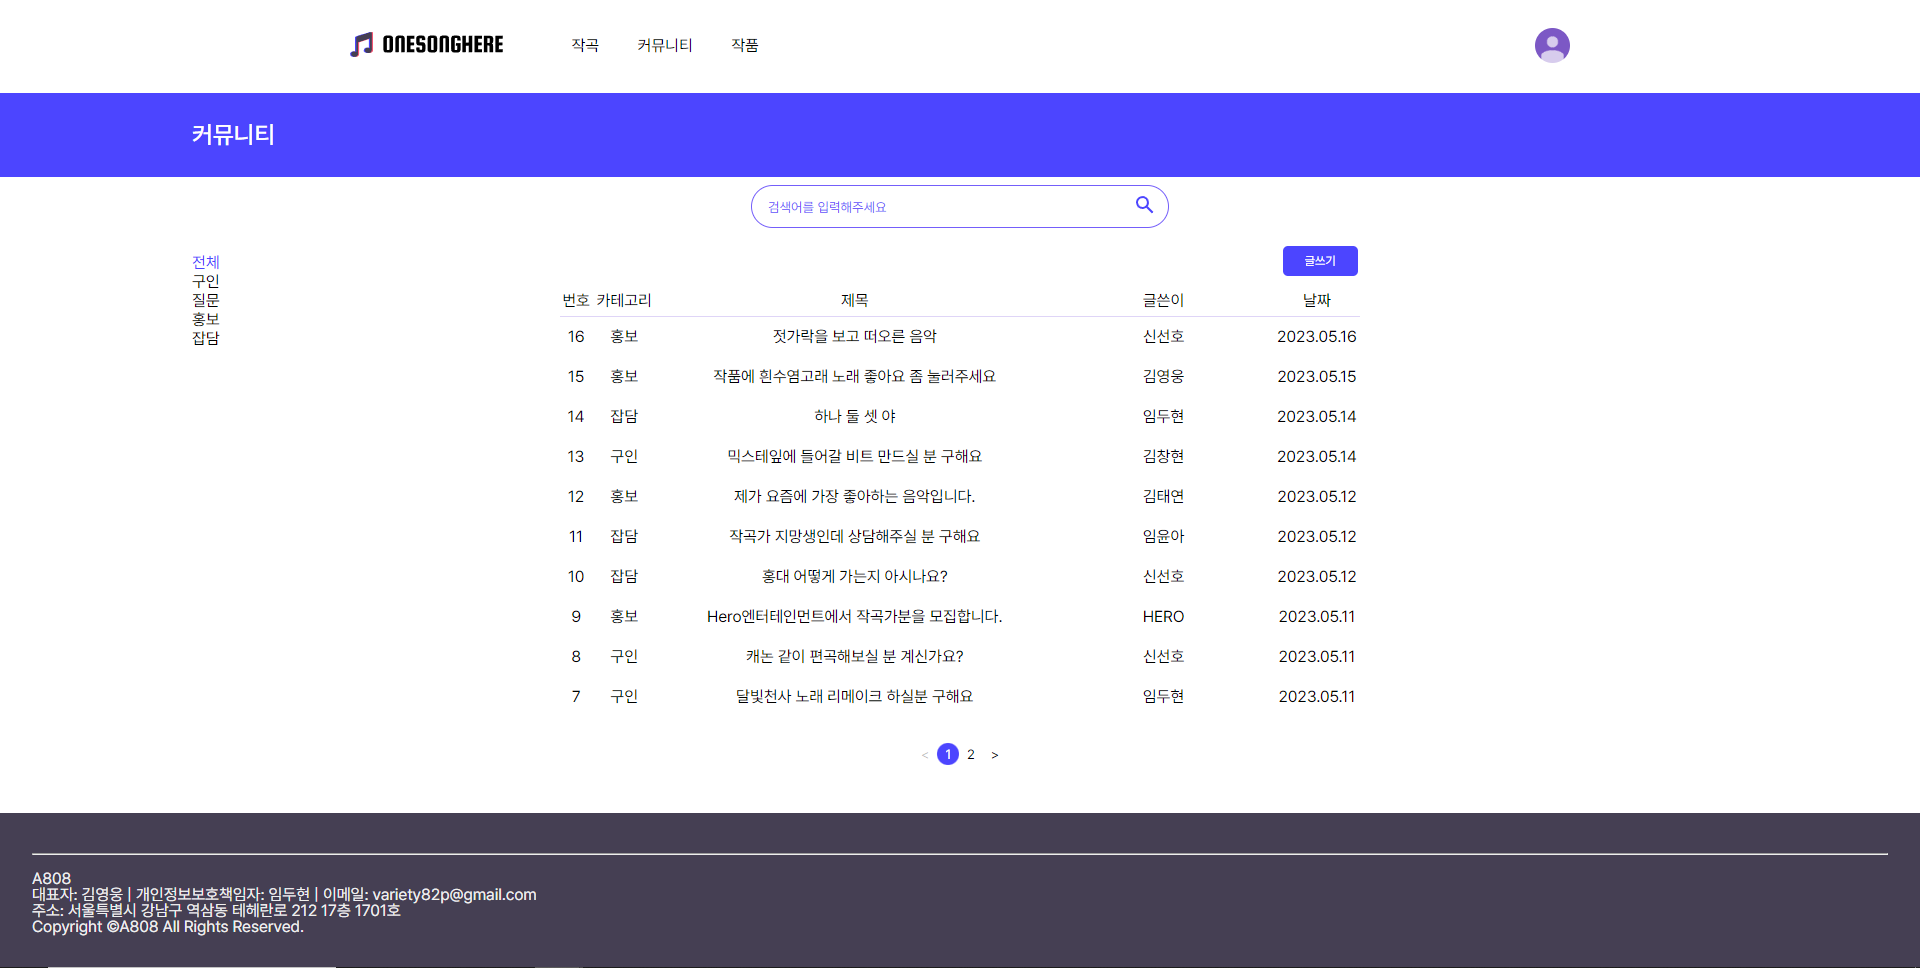 ONESONGHERE 작곡 커뮤니티 작품
커뮤니티
검색어를 입력해주세요
전체
구인
질문
홍보
잡담
글쓰기
번호 카테고리 제목 글쓴이 날짜
16 홍보 젓가락을 보고 떠오른 음악 신선호 2023.05.16
15 홍보 작품에 흰수염고래 노래 좋아요 좀 눌러주세요 김영웅 2023.05.15
14 잡담 하나 둘 셋 야 임두현 2023.05.14
13 구인 믹스테잎에 들어갈 비트 만드실 분 구해요 김창현 2023.05.14
12 홍보 제가 요즘에 가장 좋아하는 음악입니다. 김태연 2023.05.12
11 잡담 작곡가 지망생인데 상담해주실 분 구해요 임윤아 2023.05.12
10 잡담 홍대 어떻게 가는지 아시나요? 신선호 2023.05.12
9 홍보 Hero엔터테인먼트에서 작곡가분을 모집합니다. HERO 2023.05.11
8 구인 캐논 같이 편곡해보실 분 계신가요? 신선호 2023.05.11
7 구인 달빛천사 노래 리메이크 하실분 구해요 임두현 2023.05.11
< 1 2 >
A808
대표자: 김영웅 | 개인정보보호책임자: 임두현 | 이메일: variety82p@gmail.com
주소: 서울특별시 강남구 역삼동 테헤란로 212 17층 1701호
Copyright ©A808 All Rights Reserved.